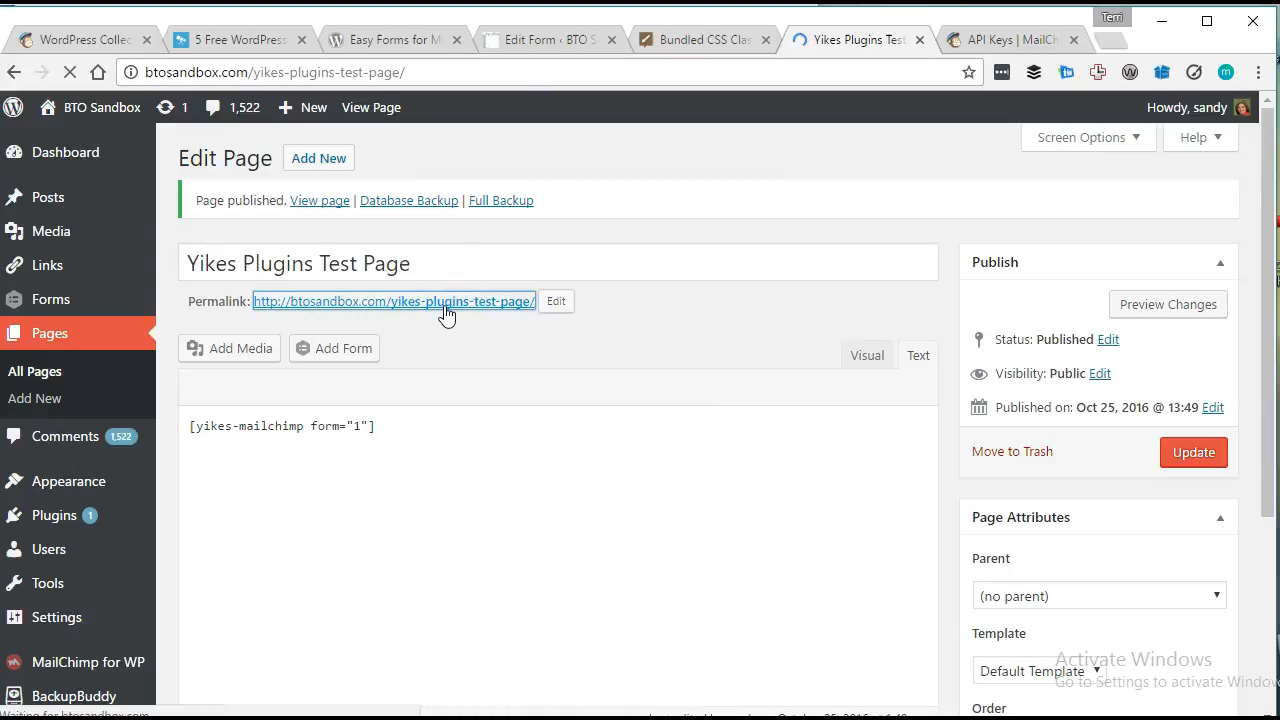 Terri
WordPress Collec
5 Free WordPress
Easy Forms for M
Edit Form ‹ BTO S
Bundled CSS Clas
Yikes Plugins Test
API Keys | MailCh
btosandbox.com/yikes-plugins-test-page/
BTO Sandbox
1
1,522
New
View Page
Howdy, sandy
Screen Options
Help
Dashboard
Posts
Media
Links
Forms
Pages
All Pages
Add New
Comments 1,522
Appearance
Plugins 1
Users
Tools
Settings
MailChimp for WP
BackupBuddy
Edit Page
Add New
Page published. View page | Database Backup | Full Backup
Yikes Plugins Test Page
Permalink: http://btosandbox.com/yikes-plugins-test-page/ Edit
Add Media
Add Form
Visual
Text
[yikes-mailchimp form="1"]
Publish
Preview Changes
Status: Published Edit
Visibility: Public Edit
Published on: Oct 25, 2016 @ 13:49 Edit
Move to Trash
Update
Page Attributes
Parent
(no parent)
Template
Default Template
Order
Activate Windows
Go to Settings to activate Window
Waiting for btosandbox.com